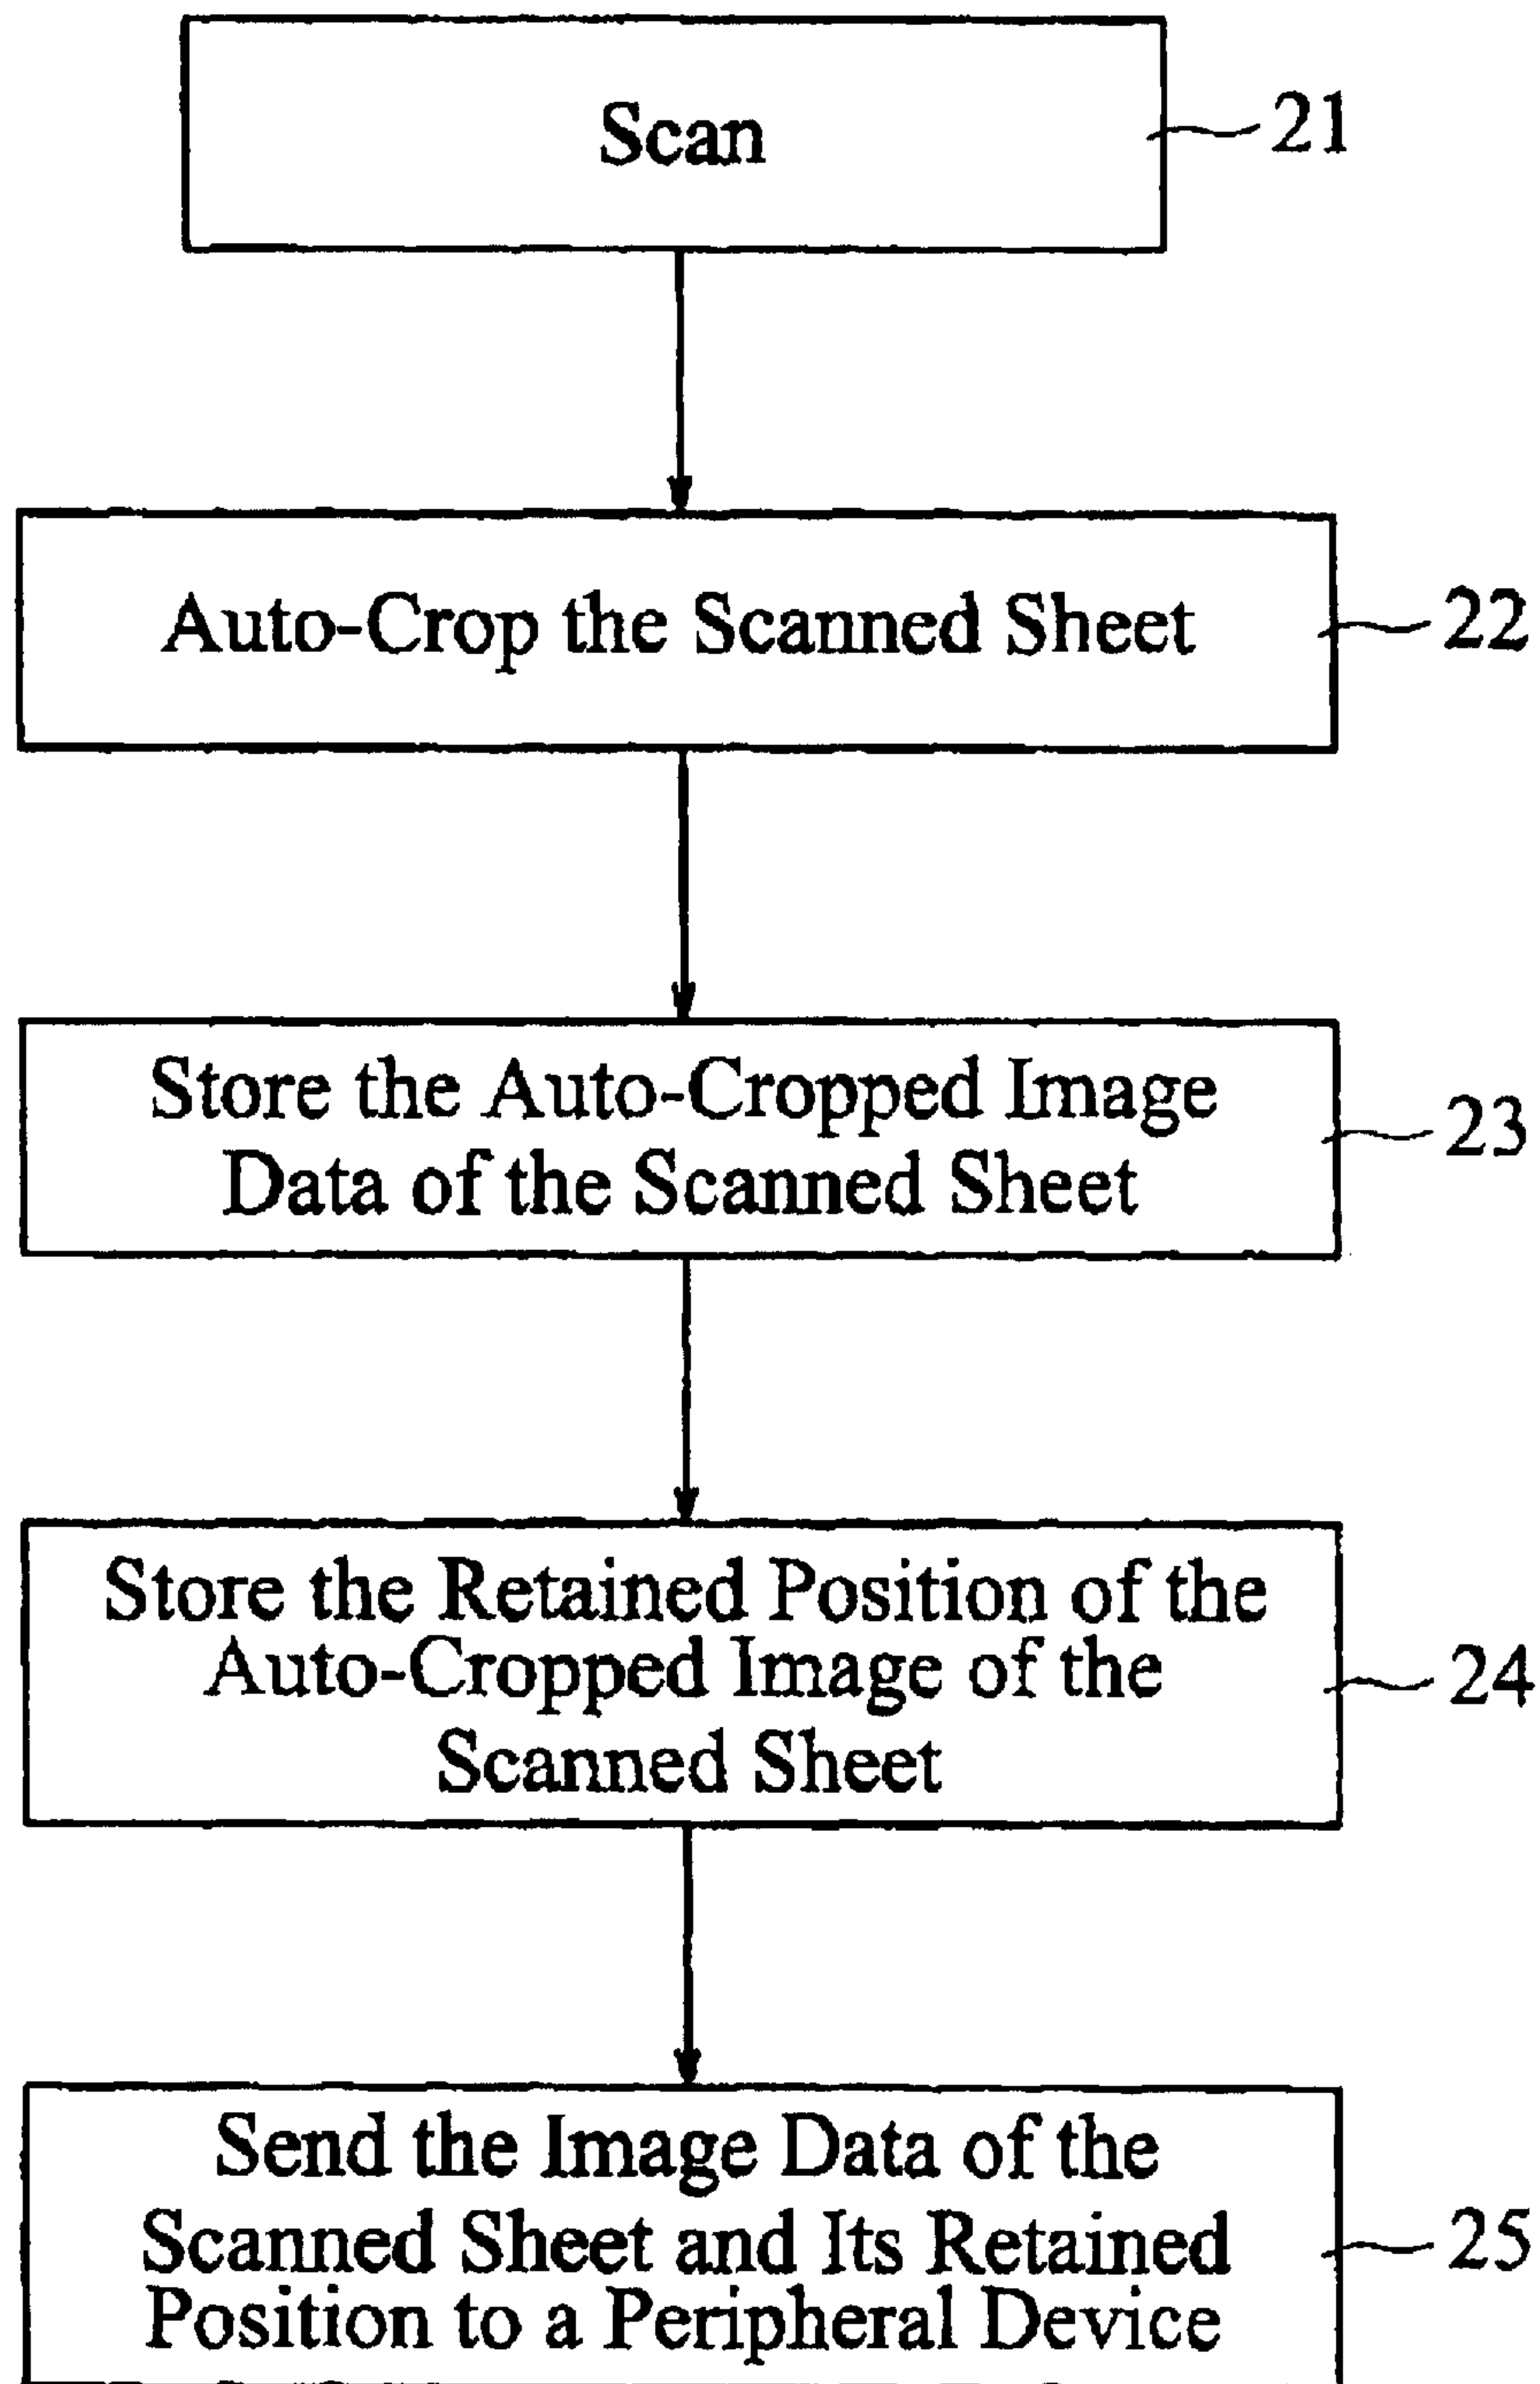 Scan
21
Auto-Crop the Scanned Sheet
22
Store the Auto-Cropped Image
Data of the Scanned Sheet
23
Store the Retained Position of the
Auto-Cropped Image of the
Scanned Sheet
24
Send the Image Data of the
Scanned Sheet and Its Retained
Position to a Peripheral Device
25